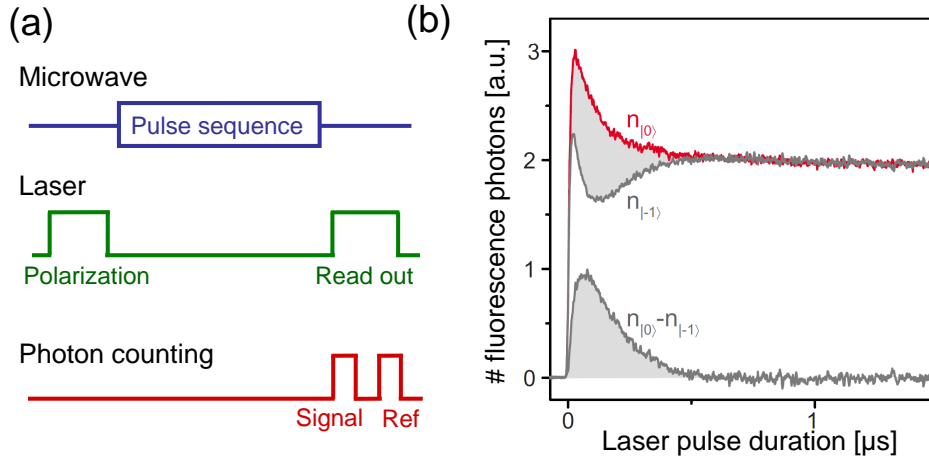 (a)
Microwave
Pulse sequence
Laser
Polarization
Read out
Photon counting
Signal
Ref
(b)
# fluorescence photons [a.u.]
3
2
1
0
n|0⟩
n|-1⟩
n|0⟩-n|-1⟩
0
1
Laser pulse duration [µs]